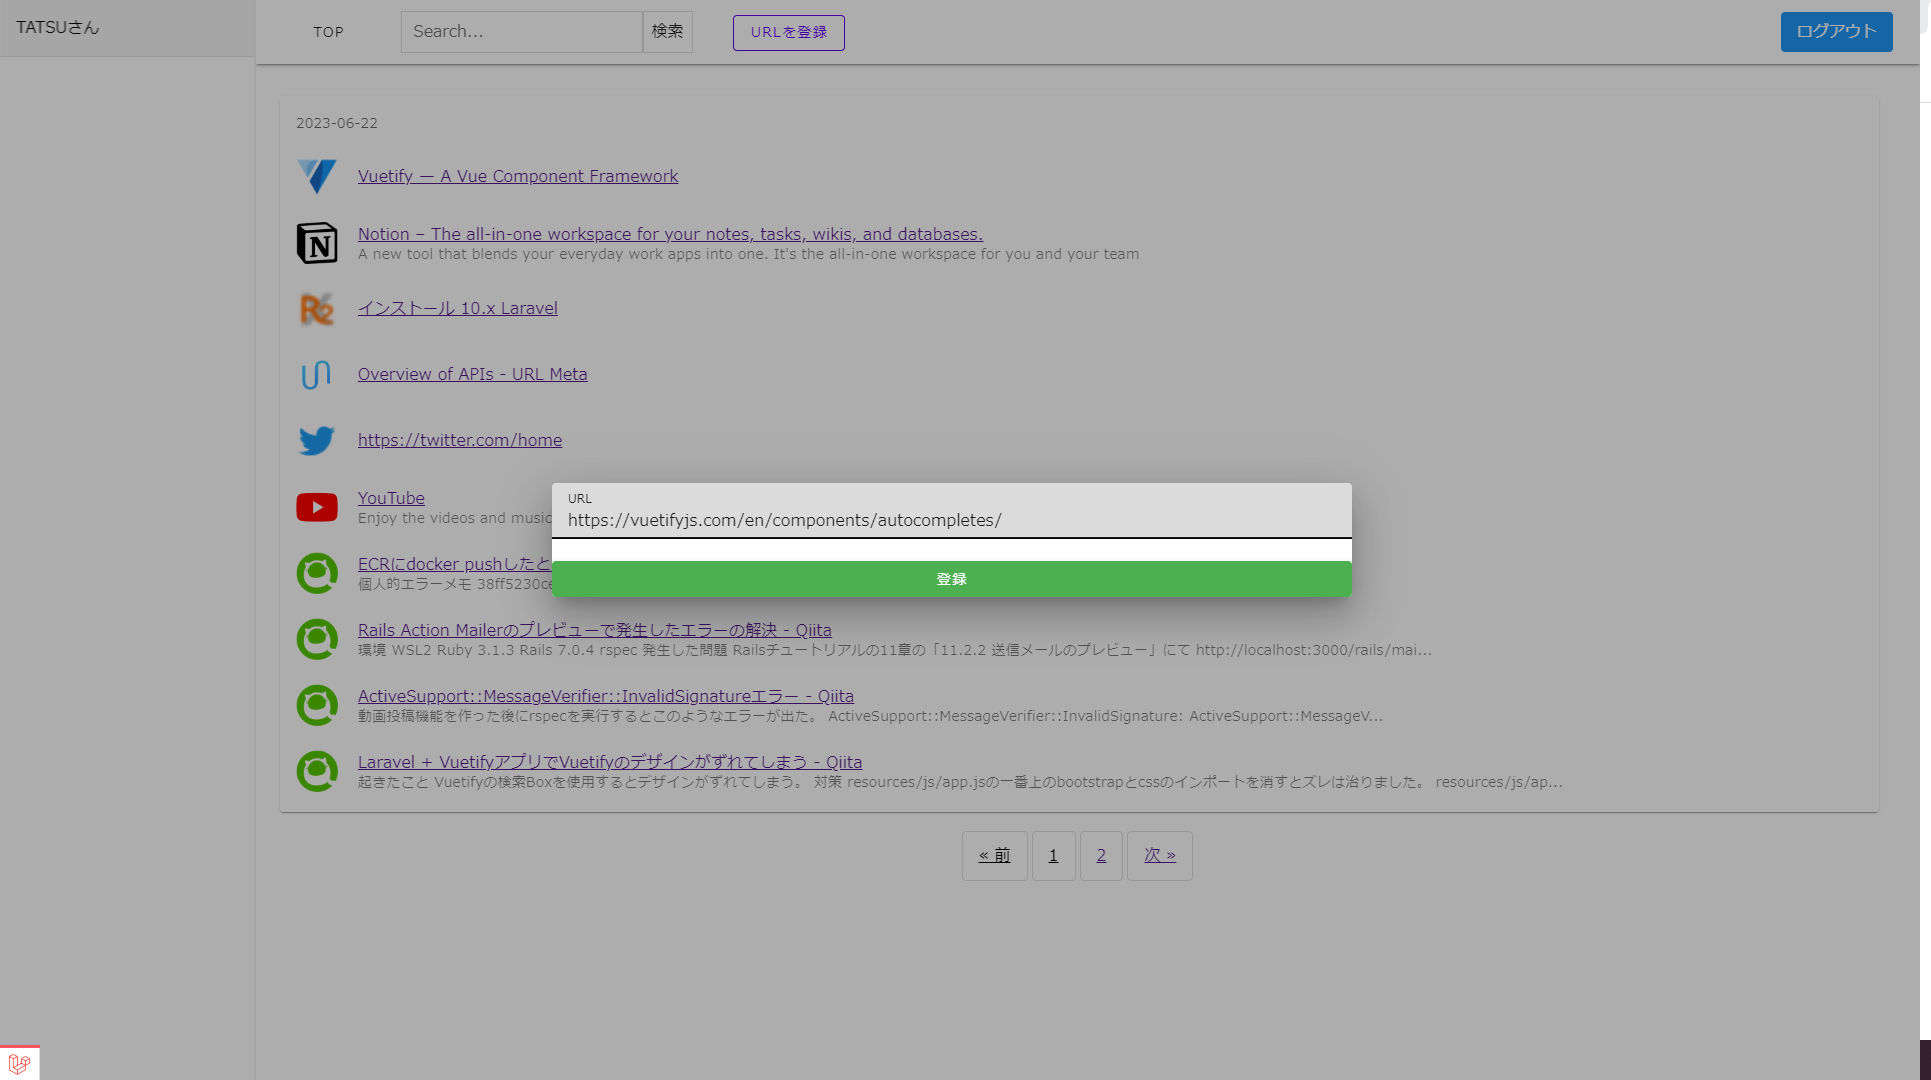 TATSUさん
TOP
Search...
検索
URLを登録
ログアウト
2023-06-22
Vuetify — A Vue Component Framework
Notion – The all-in-one workspace for your notes, tasks, wikis, and databases.
A new tool that blends your everyday work apps into one. It's the all-in-one workspace for you and your team
インストール 10.x Laravel
Overview of APIs - URL Meta
https://twitter.com/home
YouTube
Enjoy the videos and music
URL
https://vuetifyjs.com/en/components/autocompletes/
登録
ECRにdocker pushしたと
個人的エラーメモ 38ff5230ce
Rails Action Mailerのプレビューで発生したエラーの解決 - Qiita
環境 WSL2 Ruby 3.1.3 Rails 7.0.4 rspec 発生した問題 Railsチュートリアルの11章の「11.2.2 送信メールのプレビュー」にて http://localhost:3000/rails/mai...
ActiveSupport::MessageVerifier::InvalidSignatureエラー - Qiita
動画投稿機能を作った後にrspecを実行するとこのようなエラーが出た。 ActiveSupport::MessageVerifier::InvalidSignature: ActiveSupport::MessageV...
Laravel + VuetifyアプリでVuetifyのデザインがずれてしまう - Qiita
起きたこと Vuetifyの検索Boxを使用するとデザインがずれてしまう。 対策 resources/js/app.jsの一番上のbootstrapとcssのインポートを消すとズレは治りました。 resources/js/ap...
« 前 1 2 次 »